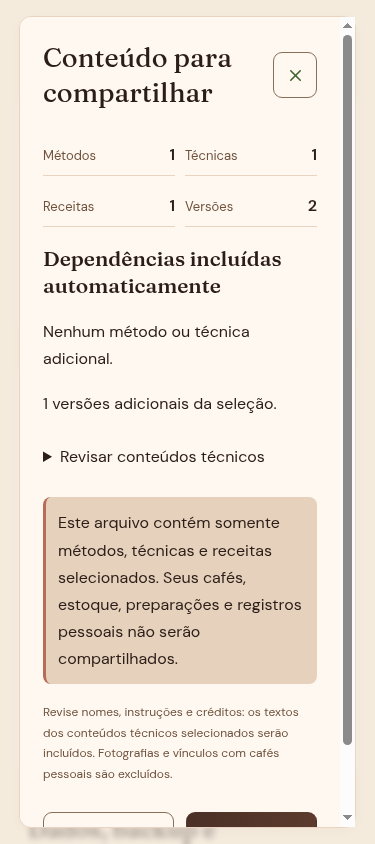 Conteúdo para
compartilhar
Métodos 1 Técnicas 1
Receitas 1 Versões 2
Dependências incluídas
automaticamente
Nenhum método ou técnica
adicional.
1 versões adicionais da seleção.
Revisar conteúdos técnicos
Este arquivo contém somente
métodos, técnicas e receitas
selecionados. Seus cafés,
estoque, preparações e registros
pessoais não serão
compartilhados.
Revise nomes, instruções e créditos: os textos
dos conteúdos técnicos selecionados serão
incluídos. Fotografias e vínculos com cafés
pessoais são excluídos.